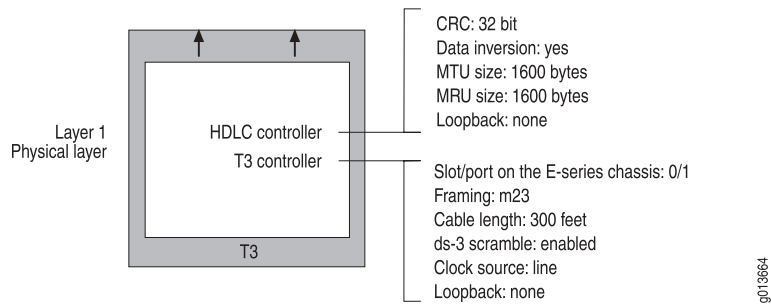 CRC: 32 bit
Data inversion: yes
MTU size: 1600 bytes
MRU size: 1600 bytes
Loopback: none
Layer 1
Physical layer
HDLC controller
T3 controller
Slot/port on the E-series chassis: 0/1
Framing: m23
Cable length: 300 feet
ds-3 scramble: enabled
Clock source: line
Loopback: none
T3
g013664